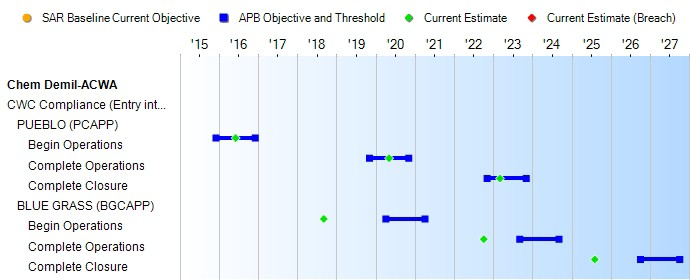 SAR Baseline Current Objective APB Objective and Threshold Current Estimate Current Estimate (Breach)
'15 '16 '17 '18 '19 '20 '21 '22 '23 '24 '25 '26 '27
Chem Demil-ACWA
CWC Compliance (Entry int...
PUEBLO (PCAPP)
Begin Operations
Complete Operations
Complete Closure
BLUE GRASS (BGCAPP)
Begin Operations
Complete Operations
Complete Closure